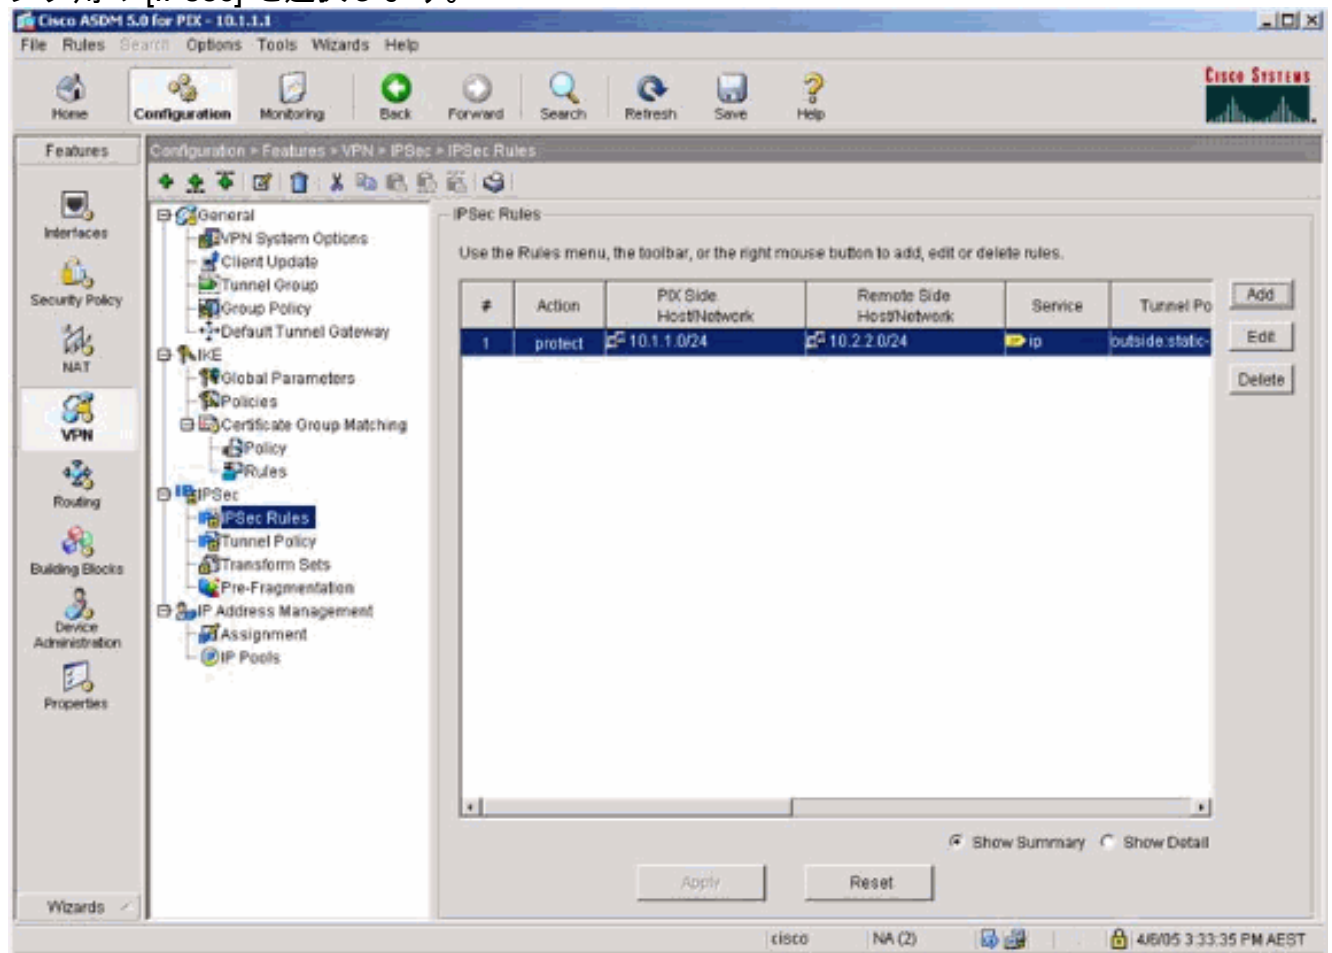 Cisco ASDM 5.0 for PIX - 10.1.1.1
File Rules Search Options Tools Wizards Help
Home Configuration Monitoring Back Forward Search Refresh Save Help
CISCO SYSTEMS
Features
Configuration > Features > VPN > IPSec > IPSec Rules
Interfaces
Security Policy
NAT
VPN
Routing
Building Blocks
Device
Administration
Properties
Wizards
General
VPN System Options
Client Update
Tunnel Group
Group Policy
Default Tunnel Gateway
IKE
Global Parameters
Policies
Certificate Group Matching
Policy
Rules
IPSec
IPSec Rules
Tunnel Policy
Transform Sets
Pre-Fragmentation
IP Address Management
Assignment
IP Pools
IPSec Rules
Use the Rules menu, the toolbar, or the right mouse button to add, edit or delete rules.
# Action PIX Side Host/Network Remote Side Host/Network Service Tunnel Po
1 protect 10.1.1.0/24 10.2.2.0/24 ip outside:static-
Add
Edit
Delete
Show Summary Show Detail
Apply Reset
cisco NA (2) 4/6/05 3:33:35 PM AEST